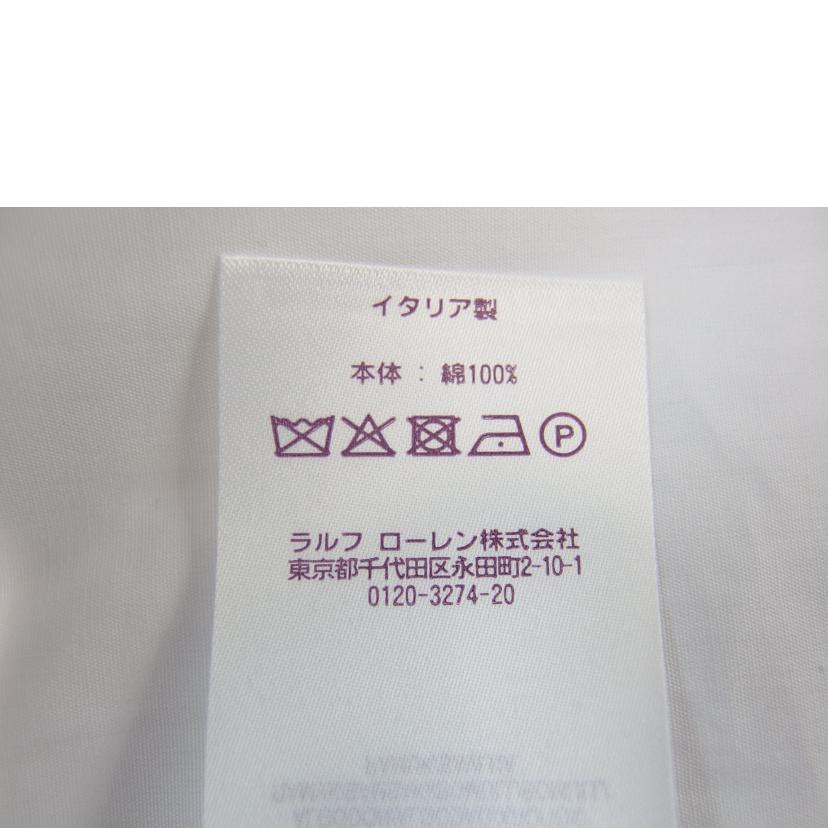 イタリア製
本体 : 綿100%
P
ラルフ ローレン株式会社
東京都千代田区永田町2-10-1
0120-3274-20